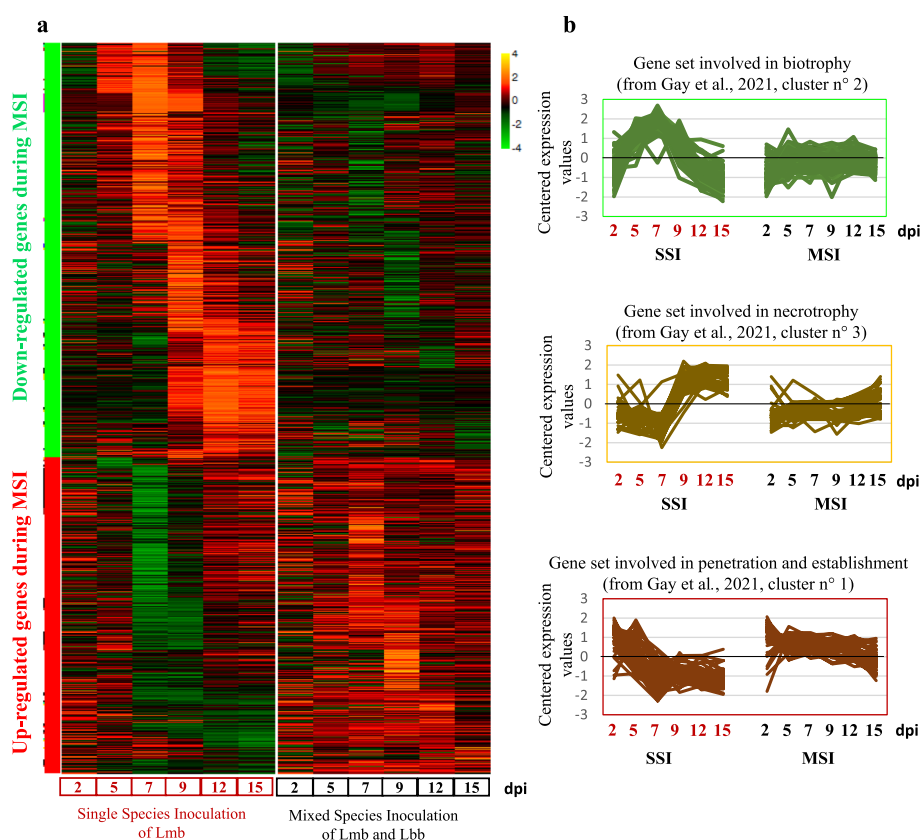 a
Down-regulated genes during MSI
Up-regulated genes during MSI
4
2
0
-2
-4
2 5 7 9 12 15 2 5 7 9 12 15 dpi
Single Species Inoculation
of Lmb
Mixed Species Inoculation
of Lmb and Lbb
b
Gene set involved in biotrophy
(from Gay et al., 2021, cluster n° 2)
Centered expression
values
3
2
1
0
-1
-2
-3
2 5 7 9 12 15 2 5 7 9 12 15 dpi
SSI MSI
Gene set involved in necrotrophy
(from Gay et al., 2021, cluster n° 3)
Centered expression
values
3
2
1
0
-1
-2
-3
2 5 7 9 12 15 2 5 7 9 12 15 dpi
SSI MSI
Gene set involved in penetration and establishment
(from Gay et al., 2021, cluster n° 1)
Centered expression
values
3
2
1
0
-1
-2
-3
2 5 7 9 12 15 2 5 7 9 12 15 dpi
SSI MSI